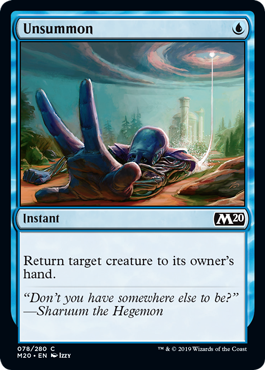 Unsummon
Instant
M20
Return target creature to its owner's
hand.
“Don't you have somewhere else to be?”
—Sharuum the Hegemon
078/280 C
M20 • EN Izzy
™ & © 2019 Wizards of the Coast